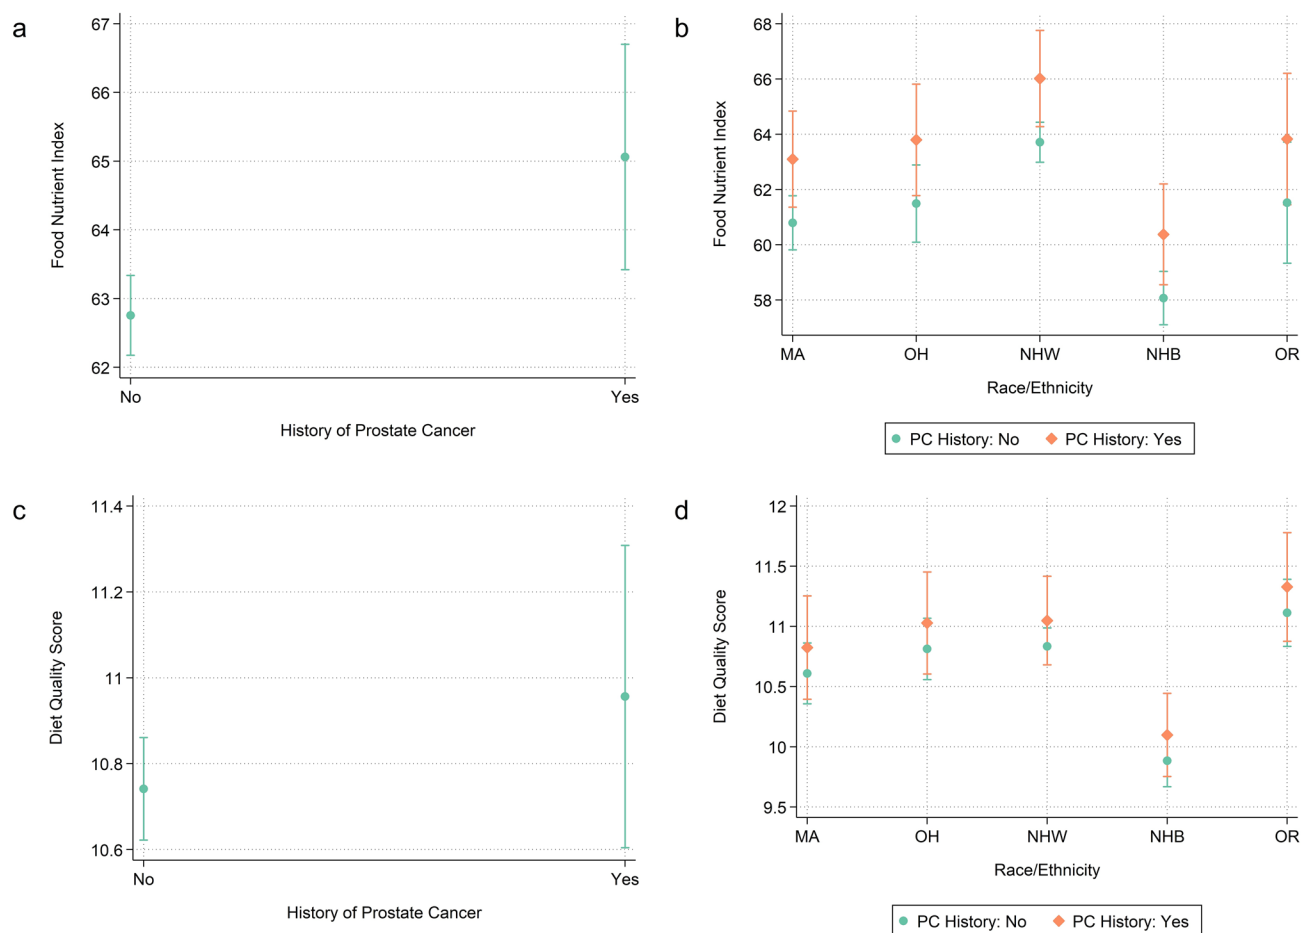 a
67
66
65
64
63
62
Food Nutrient Index
No
Yes
History of Prostate Cancer
b
68
66
64
62
60
58
Food Nutrient Index
MA
OH
NHW
NHB
OR
Race/Ethnicity
PC History: No
PC History: Yes
c
11.4
11.2
11
10.8
10.6
Diet Quality Score
No
Yes
History of Prostate Cancer
d
12
11.5
11
10.5
10
9.5
Diet Quality Score
MA
OH
NHW
NHB
OR
Race/Ethnicity
PC History: No
PC History: Yes